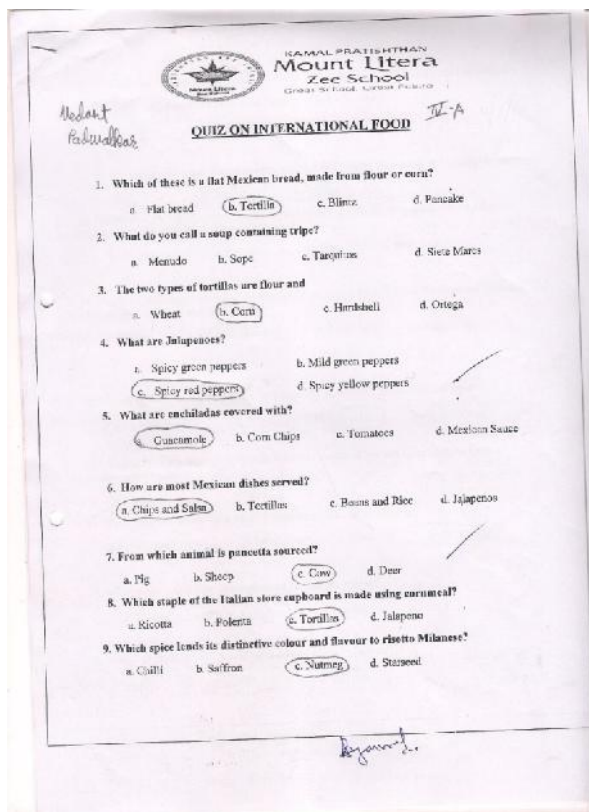 KAMAL PRATISHTHAN
Mount Litera
Zee School
Great School, Great Future
Mount Litera
Zee School
Vedant
Padwalkar
IV-A
QUIZ ON INTERNATIONAL FOOD
1. Which of these is a flat Mexican bread, made from flour or corn?
a. Flat bread b. Tortilla c. Blintz d. Pancake
2. What do you call a soup containing tripe?
a. Menudo b. Sope c. Tarquitos d. Siete Mares
3. The two types of tortillas are flour and
a. Wheat b. Corn c. Hardshell d. Ortega
4. What are Jalapenoes?
a. Spicy green peppers b. Mild green peppers
c. Spicy red peppers d. Spicy yellow peppers
5. What are enchiladas covered with?
a. Guacamole b. Corn Chips c. Tomatoes d. Mexican Sauce
6. How are most Mexican dishes served?
a. Chips and Salsa b. Tortillas c. Beans and Rice d. Jalapenos
7. From which animal is pancetta sourced?
a. Pig b. Sheep c. Cow d. Deer
8. Which staple of the Italian store cupboard is made using cornmeal?
a. Ricotta b. Polenta c. Tortillas d. Jalapeno
9. Which spice lends its distinctive colour and flavour to risotto Milanese?
a. Chilli b. Saffron c. Nutmeg d. Starseed